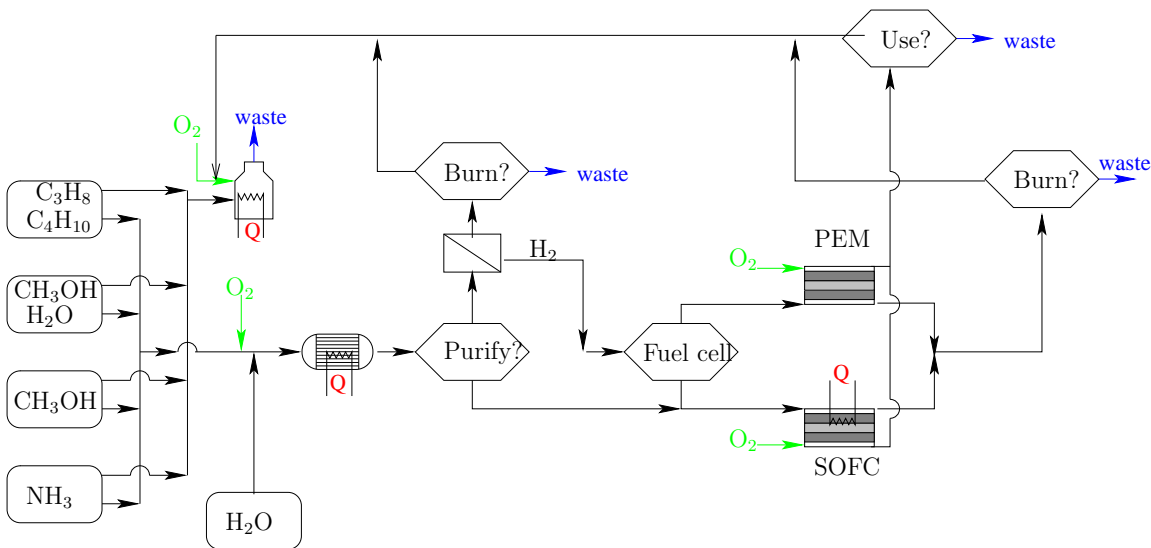 Use?
waste
waste
O₂
Burn?
waste
Burn?
waste
C₃H₈
C₄H₁₀
Q
PEM
H₂
O₂
CH₃OH
H₂O
O₂
Purify?
Fuel cell
Q
Q
CH₃OH
O₂
SOFC
NH₃
H₂O